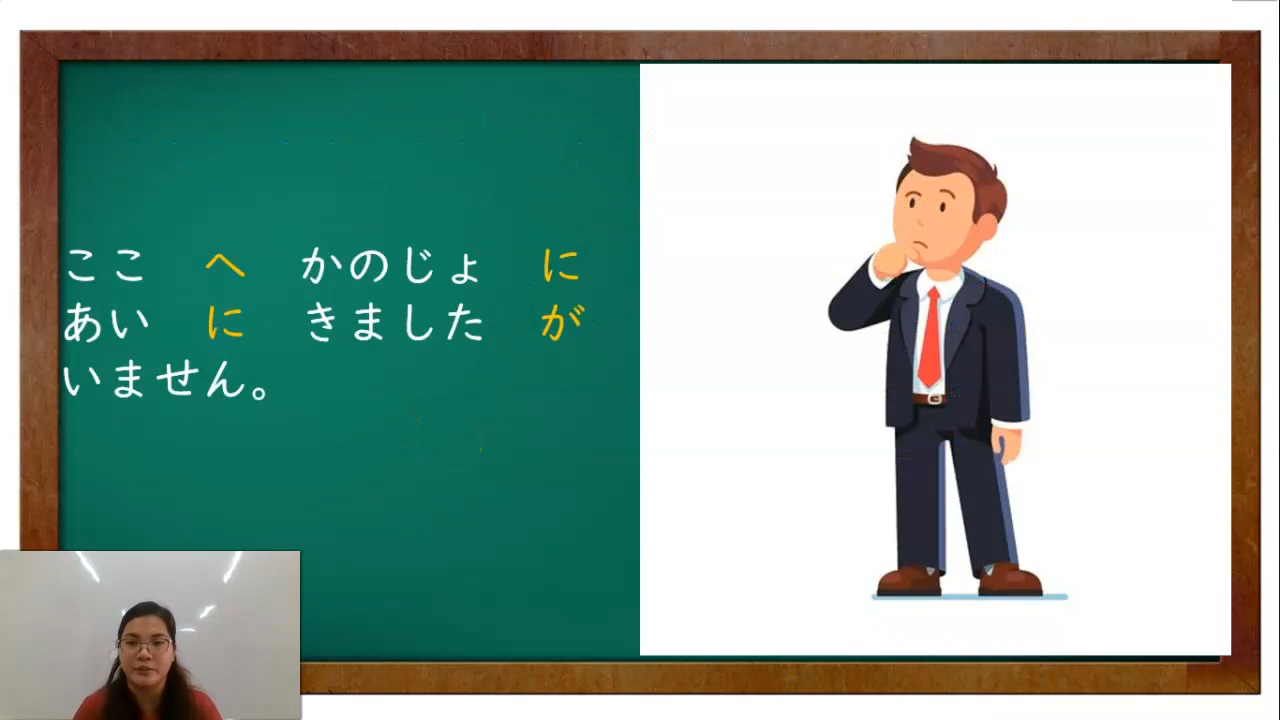 ここ　へ　かのじょ　に
あい　に　きました　が
いません。